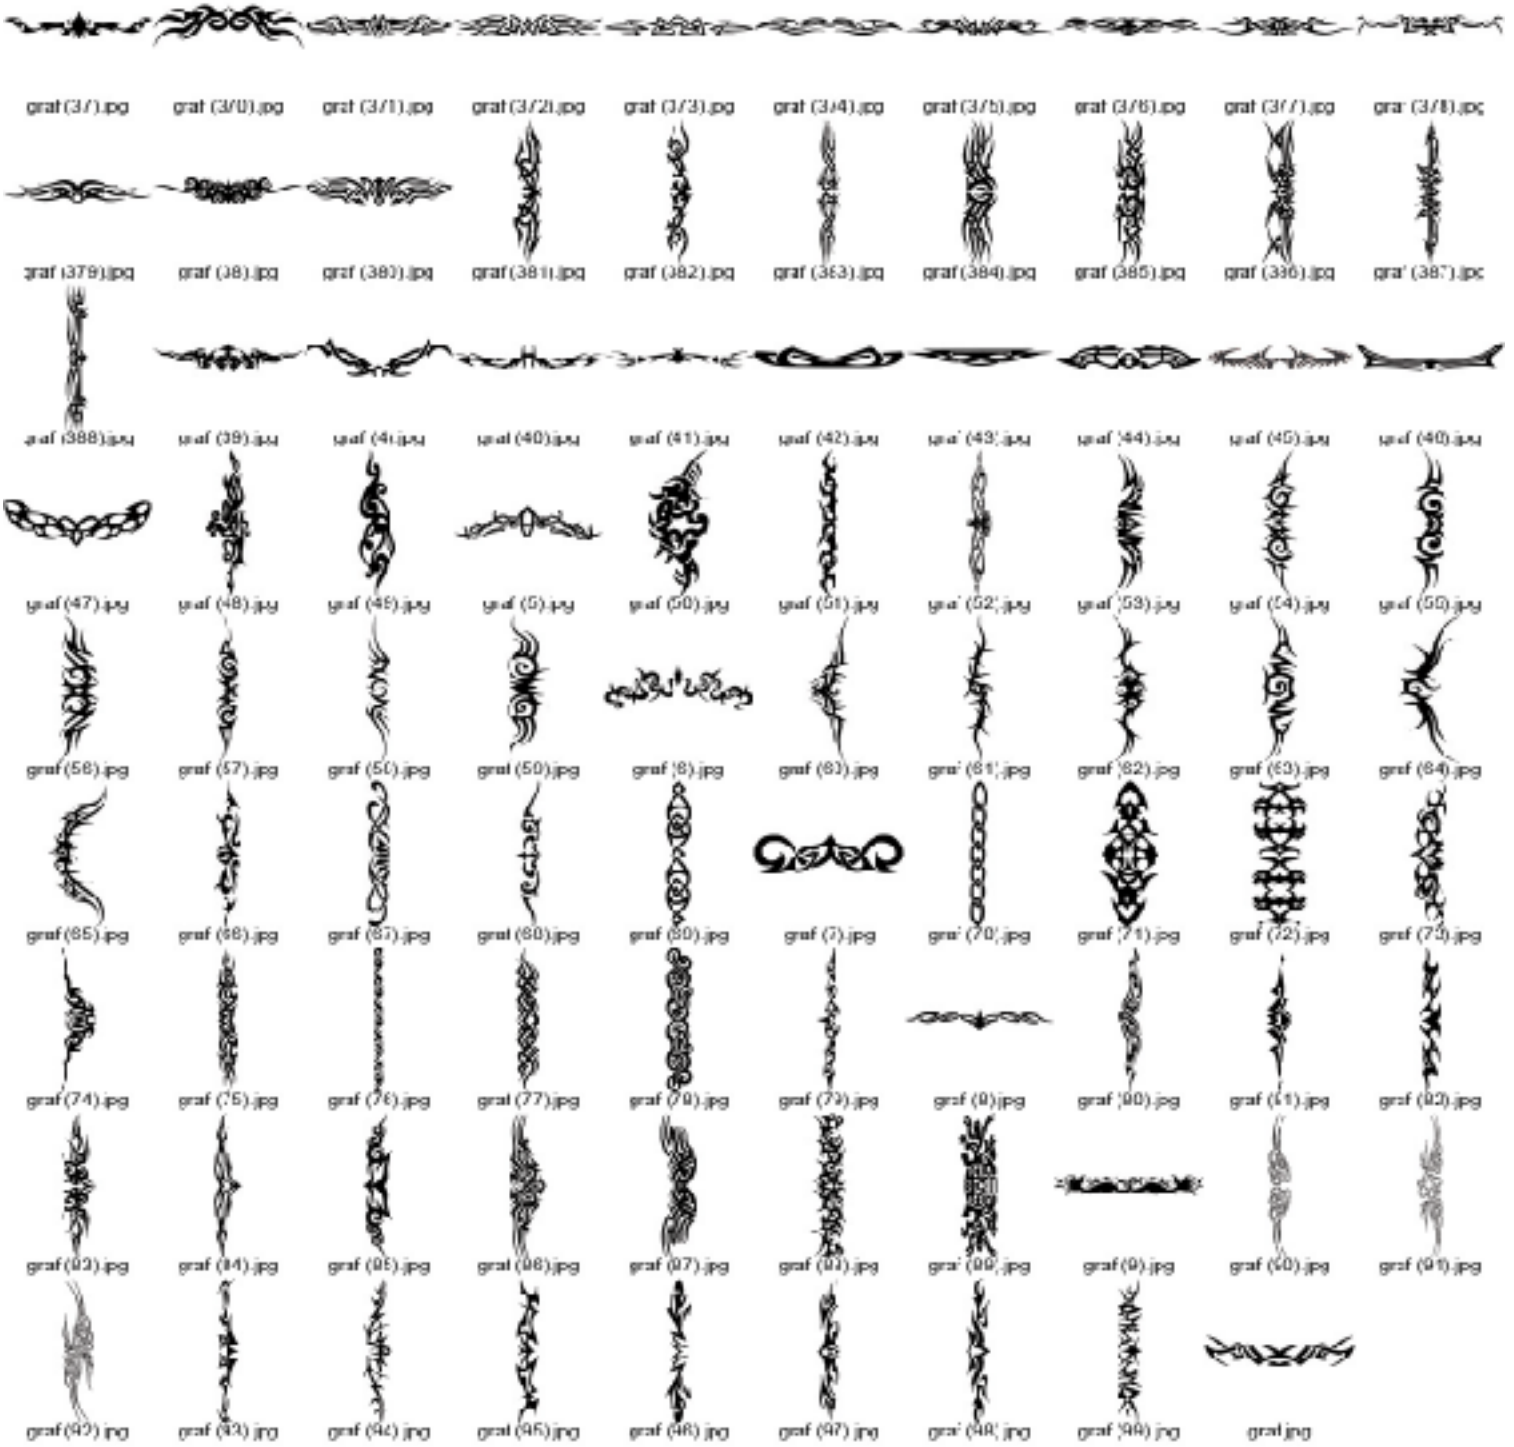 graf (37).jpg graf (370).jpg graf (371).jpg graf (372).jpg graf (373).jpg graf (374).jpg graf (375).jpg graf (376).jpg graf (377).jpg graf (378).jpg
graf (379).jpg graf (38).jpg graf (380).jpg graf (381).jpg graf (382).jpg graf (383).jpg graf (384).jpg graf (385).jpg graf (386).jpg graf (387).jpg
graf (388).jpg graf (39).jpg graf (4).jpg graf (40).jpg graf (41).jpg graf (42).jpg graf (43).jpg graf (44).jpg graf (45).jpg graf (46).jpg
graf (47).jpg graf (48).jpg graf (49).jpg graf (5).jpg graf (50).jpg graf (51).jpg graf (52).jpg graf (53).jpg graf (54).jpg graf (55).jpg
graf (56).jpg graf (57).jpg graf (58).jpg graf (59).jpg graf (6).jpg graf (60).jpg graf (61).jpg graf (62).jpg graf (63).jpg graf (64).jpg
graf (65).jpg graf (66).jpg graf (67).jpg graf (68).jpg graf (69).jpg graf (7).jpg graf (70).jpg graf (71).jpg graf (72).jpg graf (73).jpg
graf (74).jpg graf (75).jpg graf (76).jpg graf (77).jpg graf (78).jpg graf (79).jpg graf (8).jpg graf (80).jpg graf (81).jpg graf (82).jpg
graf (83).jpg graf (84).jpg graf (85).jpg graf (86).jpg graf (87).jpg graf (88).jpg graf (89).jpg graf (9).jpg graf (90).jpg graf (91).jpg
graf (92).jpg graf (93).jpg graf (94).jpg graf (95).jpg graf (96).jpg graf (97).jpg graf (98).jpg graf (99).jpg graf.jpg